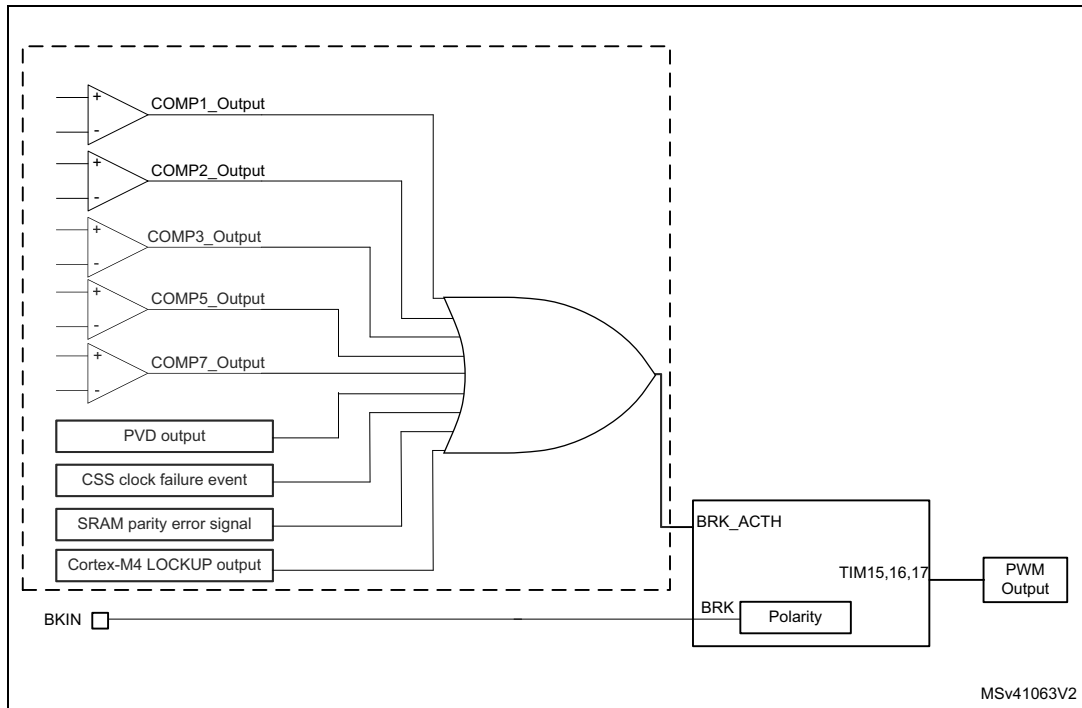 +
-
COMP1_Output
+
-
COMP2_Output
+
-
COMP3_Output
+
-
COMP5_Output
+
-
COMP7_Output
PVD output
CSS clock failure event
SRAM parity error signal
Cortex-M4 LOCKUP output
BRK_ACTH
TIM15,16,17
PWM
Output
BKIN
BRK
Polarity
MSv41063V2